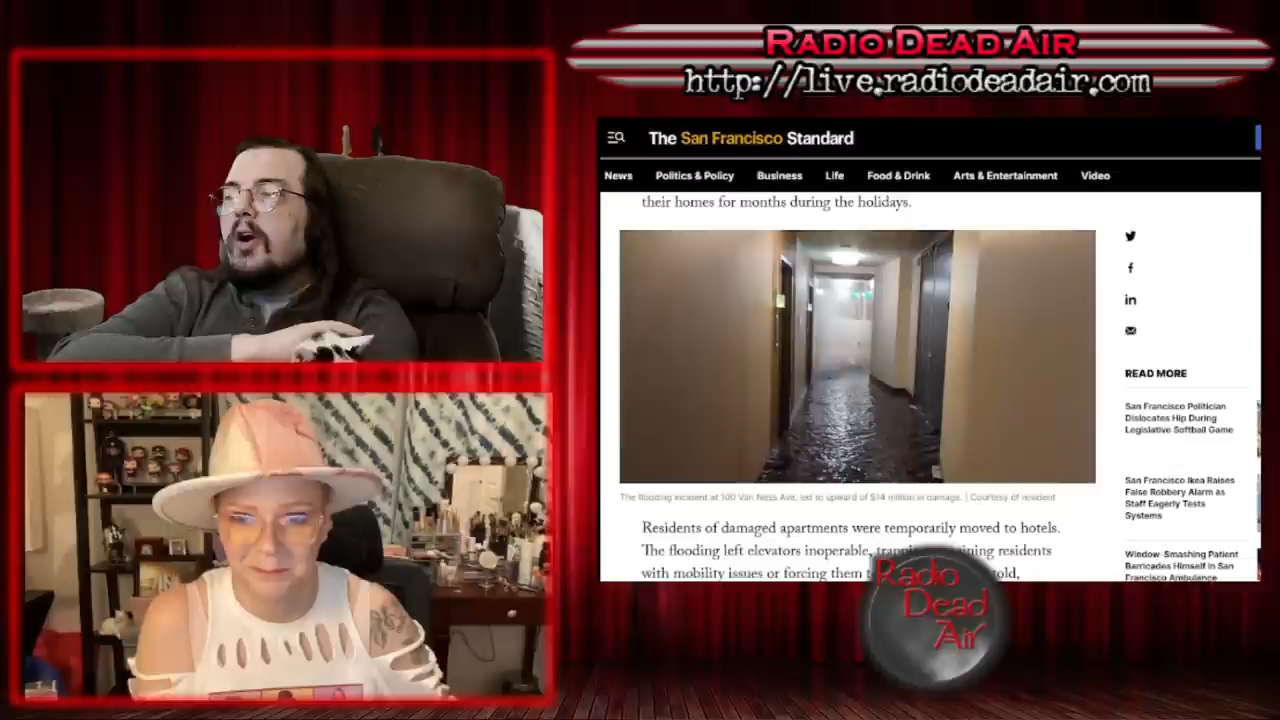 Radio Dead Air
http://live.radiodeadair.com
The San Francisco Standard
News Politics & Policy Business Life Food & Drink Arts & Entertainment Video
their homes for months during the holidays.
The flooding incident at 100 Van Ness Ave. led to upward of $14 million in damage. | Courtesy of resident
Residents of damaged apartments were temporarily moved to hotels.
The flooding left elevators inoperable, residents
with mobility issues or forcing them told,
READ MORE
San Francisco Politician
Dislocates Hip During
Legislative Softball Game
San Francisco Ikea Raises
False Robbery Alarm as
Staff Eagerly Tests
Systems
Window-Smashing Patient
Barricades Himself in San
Francisco Ambulance
Radio
Dead
Air